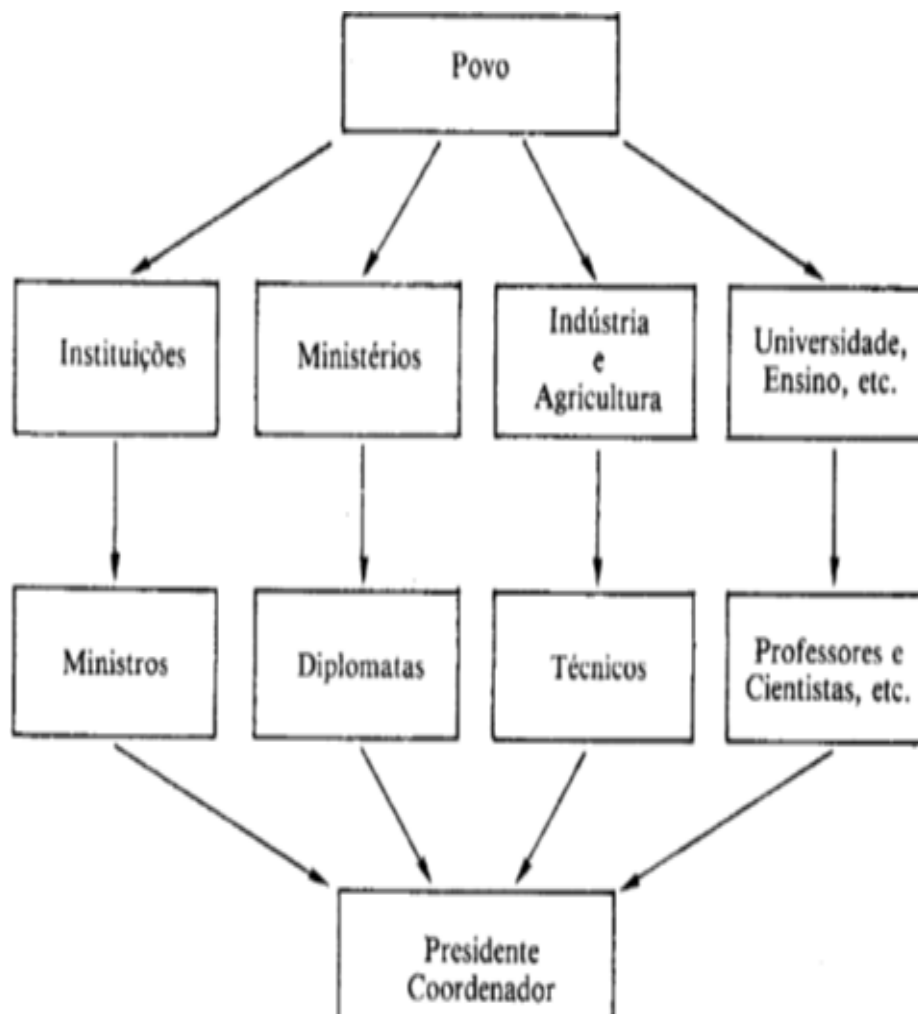 Povo
Instituições
Ministérios
Indústria
e
Agricultura
Universidade,
Ensino, etc.
Ministros
Diplomatas
Técnicos
Professores e
Cientistas, etc.
Presidente
Coordenador